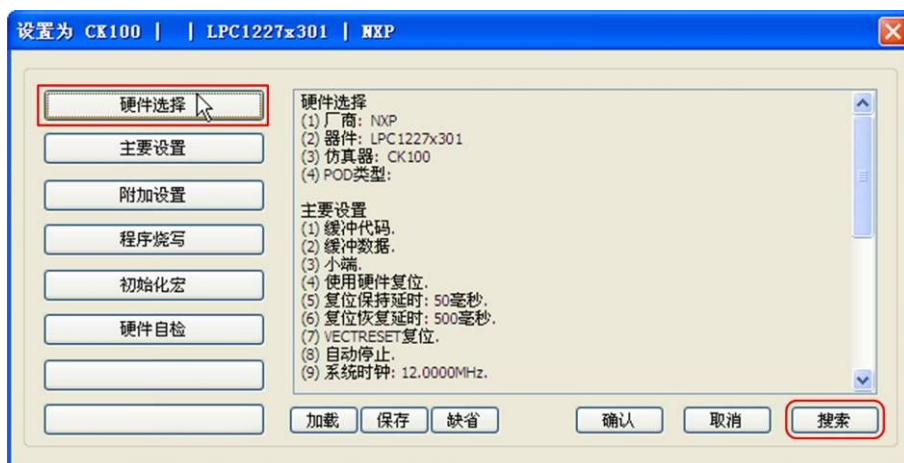 设置为 CK100 | | LPC1227x301 | NXP
硬件选择
主要设置
附加设置
程序烧写
初始化宏
硬件自检
硬件选择
(1) 厂商: NXP
(2) 器件: LPC1227x301
(3) 仿真器: CK100
(4) POD类型:
主要设置
(1) 缓冲代码.
(2) 缓冲数据.
(3) 小端.
(4) 使用硬件复位.
(5) 复位保持延时: 50毫秒.
(6) 复位恢复延时: 500毫秒.
(7) VECTRESET复位.
(8) 自动停止.
(9) 系统时钟: 12.0000MHz.
加载 保存 缺省 确认 取消 搜索